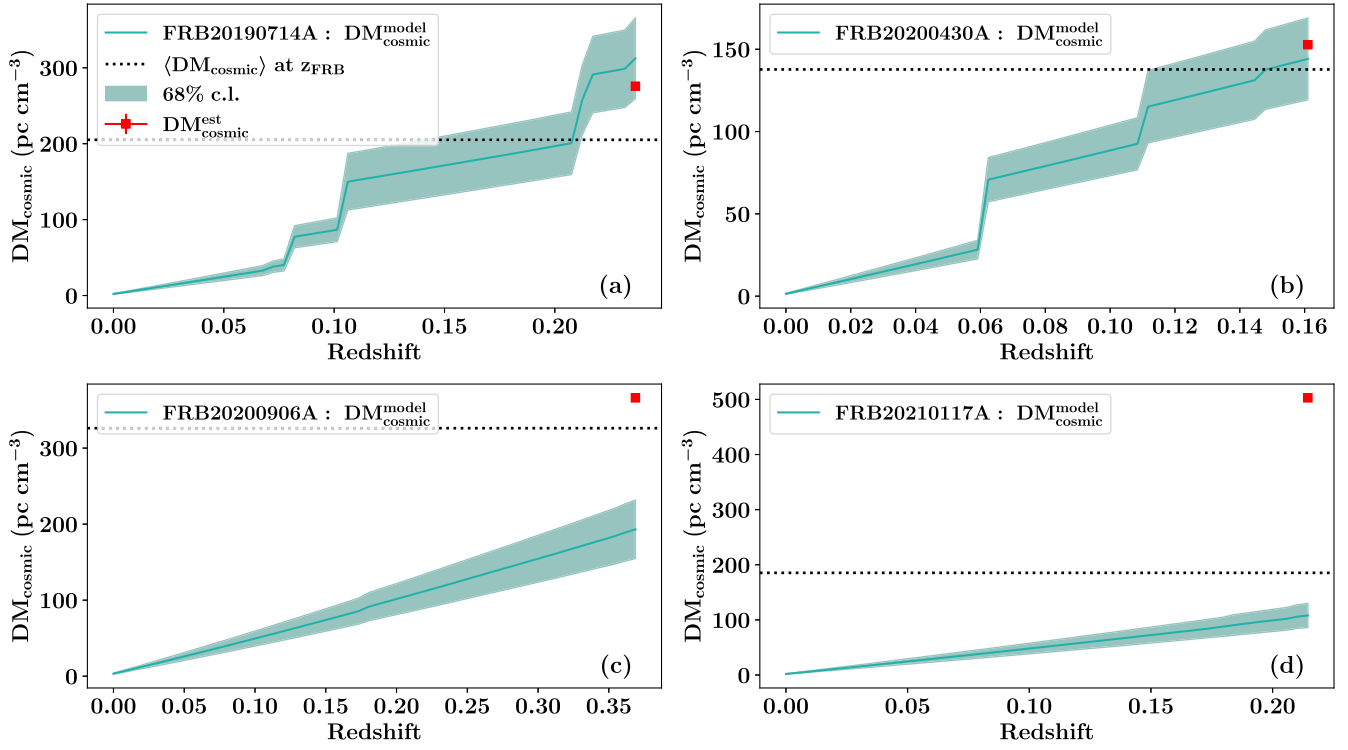 FRB20190714A : DM^model_cosmic
⟨DM_cosmic⟩ at z_FRB
68% c.l.
DM^est_cosmic
300
200
100
0
DM_cosmic (pc cm⁻³)
(a)
0.00 0.05 0.10 0.15 0.20
Redshift
FRB20200430A : DM^model_cosmic
150
100
50
0
DM_cosmic (pc cm⁻³)
(b)
0.00 0.02 0.04 0.06 0.08 0.10 0.12 0.14 0.16
Redshift
FRB20200906A : DM^model_cosmic
300
200
100
0
DM_cosmic (pc cm⁻³)
(c)
0.00 0.05 0.10 0.15 0.20 0.25 0.30 0.35
Redshift
FRB20210117A : DM^model_cosmic
500
400
300
200
100
0
DM_cosmic (pc cm⁻³)
(d)
0.00 0.05 0.10 0.15 0.20
Redshift